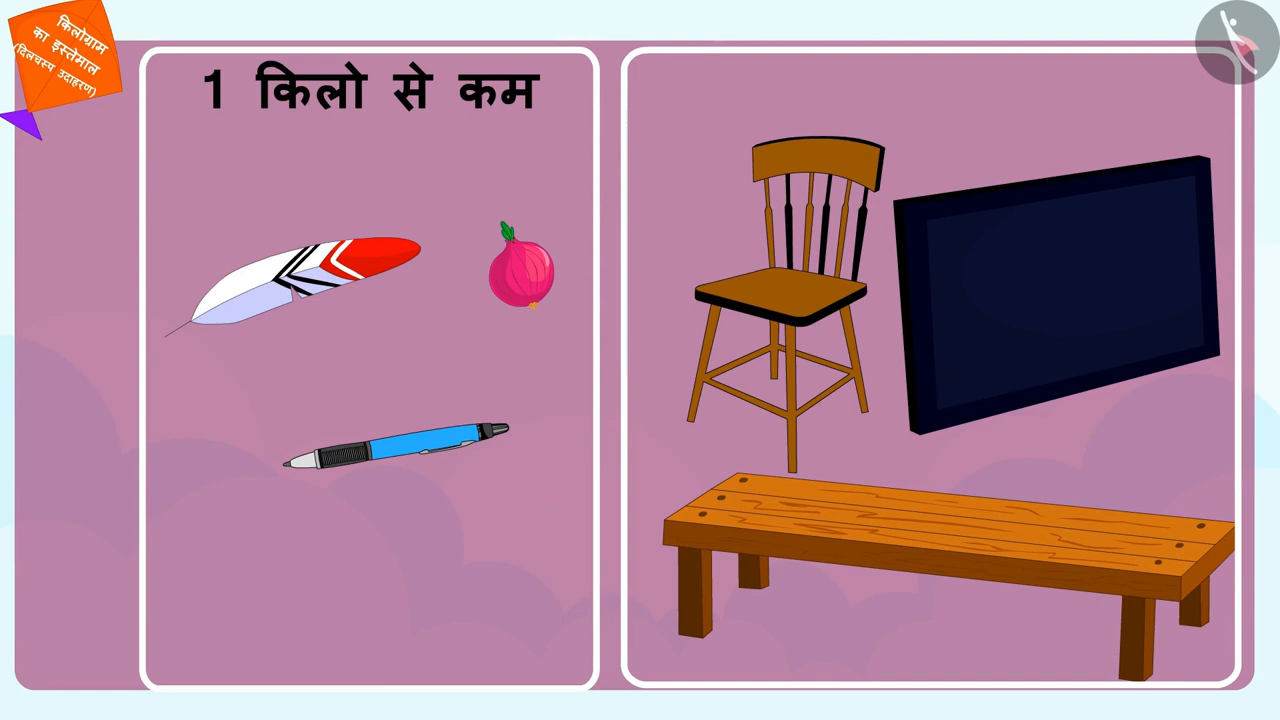 किलोग्राम
का इस्तेमाल
(दिलचस्प उदाहरण)
1 किलो से कम